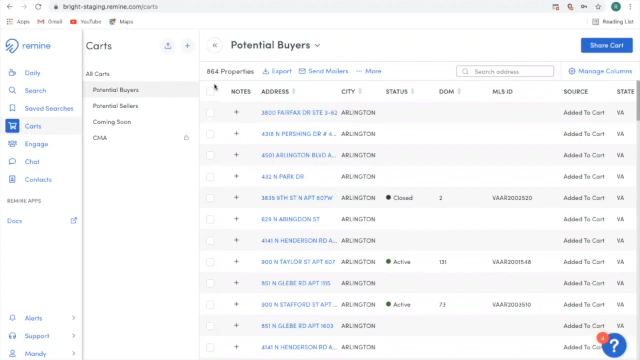 bright-staging.remine.com/carts
Apps Gmail YouTube Maps Reading List
remine
Daily
Search
Saved Searches
Carts
Engage
Chat
Contacts
REMINE APPS
Docs
Alerts
Support
Mandy
Carts
All Carts
Potential Buyers
Potential Sellers
Coming Soon
CMA
Potential Buyers
Share Cart
864 Properties Export Send Mailers More Search address Manage Columns
NOTES ADDRESS CITY STATUS DOM MLS ID SOURCE STATE
3800 FAIRFAX DR STE 3-62 ARLINGTON Added To Cart VA
4318 N PERSHING DR # 4... ARLINGTON Added To Cart VA
4501 ARLINGTON BLVD A... ARLINGTON Added To Cart VA
432 N PARK DR ARLINGTON Added To Cart VA
3835 9TH ST N APT 807W ARLINGTON Closed 2 VAAR2002520 Added To Cart VA
629 N ABINGDON ST ARLINGTON Added To Cart VA
4141 N HENDERSON RD A... ARLINGTON Added To Cart VA
900 N TAYLOR ST APT 807 ARLINGTON Active 131 VAAR2001548 Added To Cart VA
851 N GLEBE RD APT 1115 ARLINGTON Added To Cart VA
900 N STAFFORD ST APT ... ARLINGTON Active 73 VAAR2003510 Added To Cart VA
851 N GLEBE RD APT 1603 ARLINGTON Added To Cart VA
4141 N HENDERSON RD A... ARLINGTON Added To Cart VA